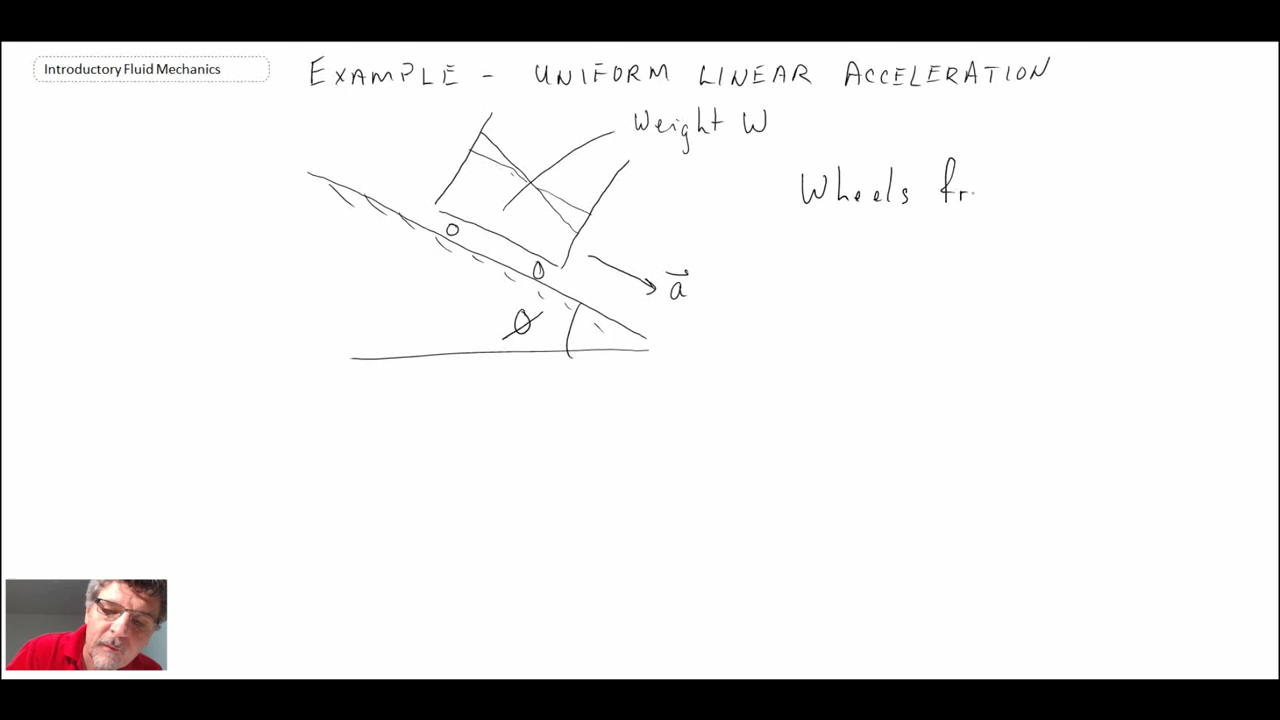 Introductory Fluid Mechanics
EXAMPLE - UNIFORM LINEAR ACCELERATION
Weight W
Wheels fr
a
θ